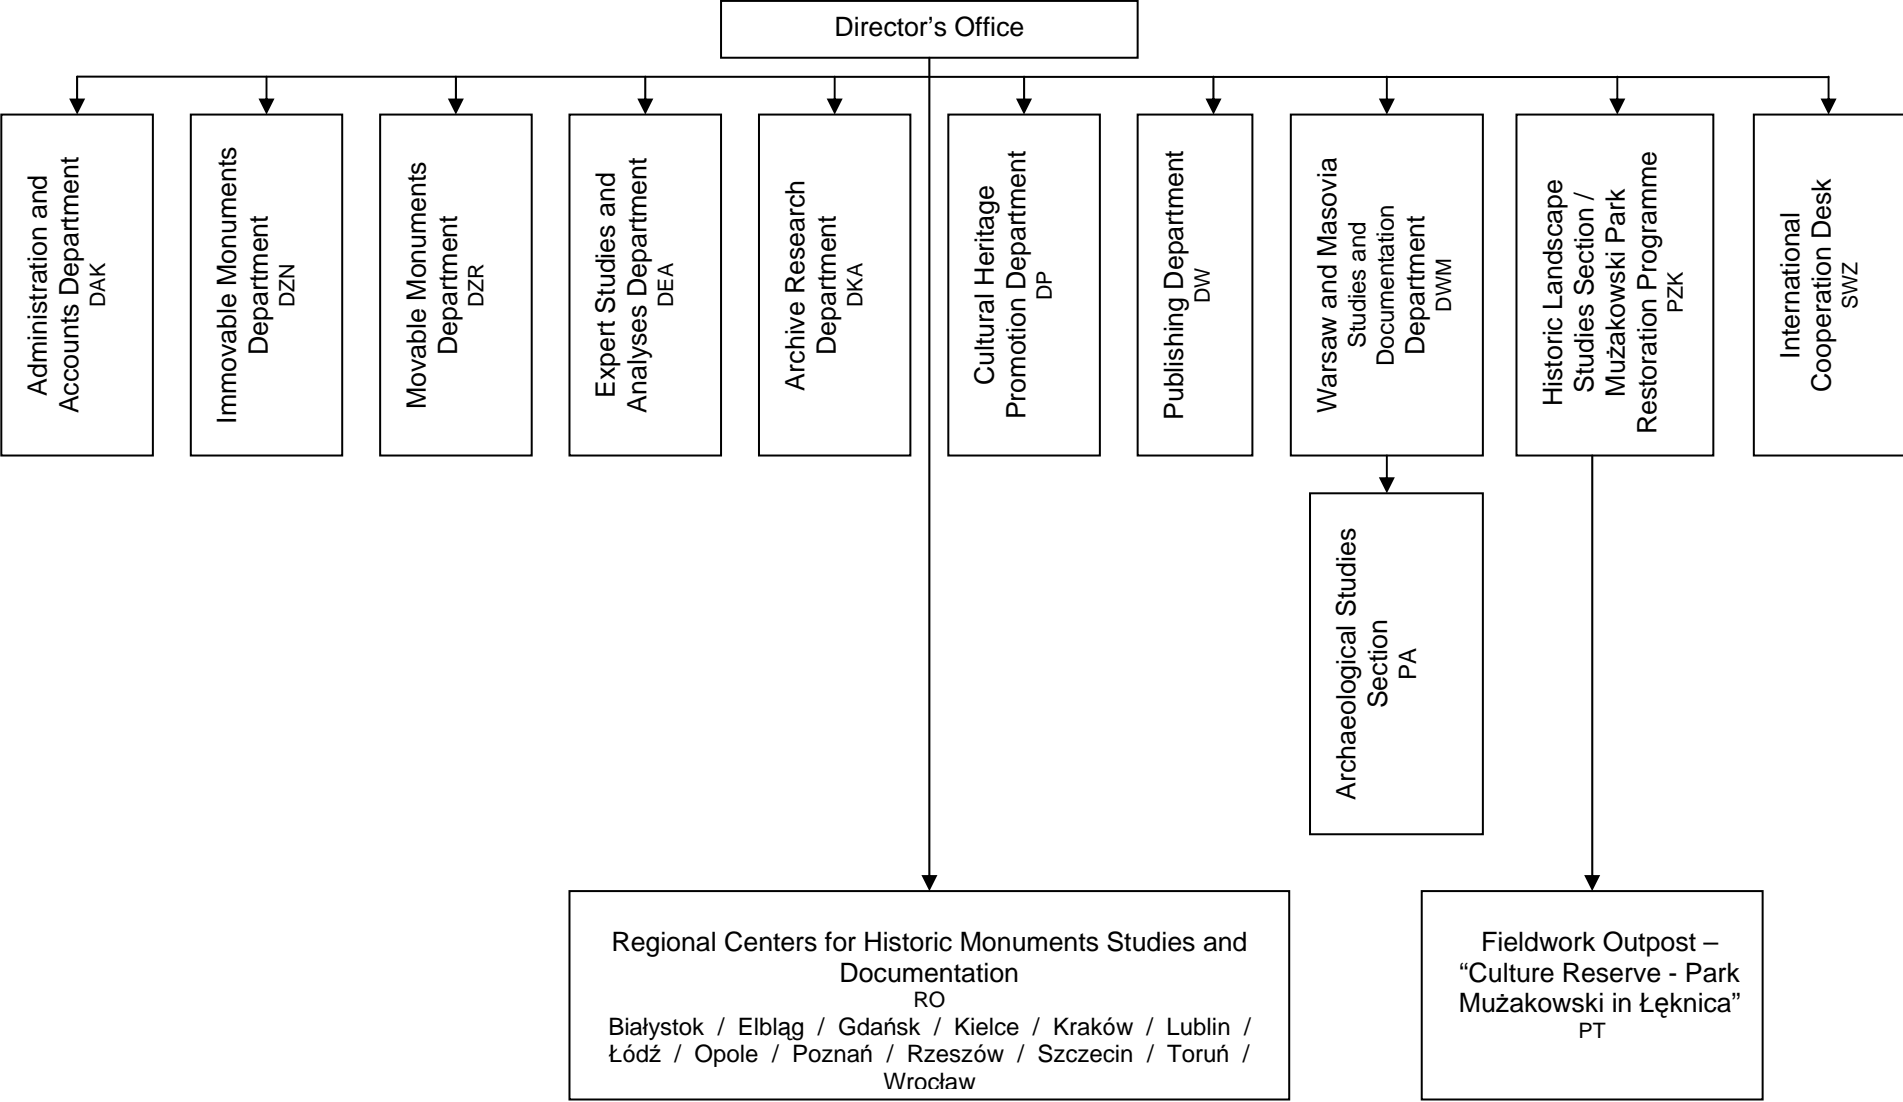 Director’s Office
Administration and
Accounts Department
DAK
Immovable Monuments
Department
DZN
Movable Monuments
Department
DZR
Expert Studies and
Analyses Department
DEA
Archive Research
Department
DKA
Cultural Heritage
Promotion Department
DP
Publishing Department
DW
Warsaw and Masovia
Studies and
Documentation
Department
DWM
Historic Landscape
Studies Section /
Mużakowski Park
Restoration Programme
PZK
International
Cooperation Desk
SWZ
Archaeological Studies
Section
PA
Regional Centers for Historic Monuments Studies and
Documentation
RO
Białystok / Elbląg / Gdańsk / Kielce / Kraków / Lublin /
Łódź / Opole / Poznań / Rzeszów / Szczecin / Toruń /
Wrocław
Fieldwork Outpost –
“Culture Reserve - Park
Mużakowski in Łęknica”
PT